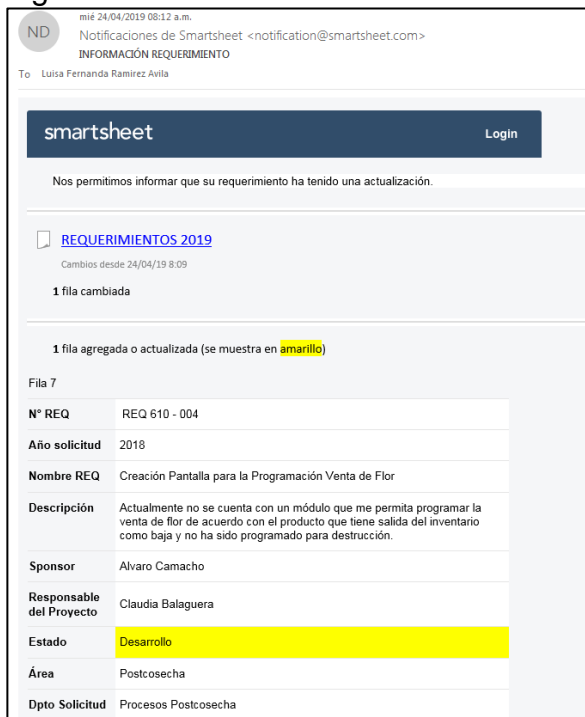 ND
mié 24/04/2019 08:12 a.m.
Notificaciones de Smartsheet <notification@smartsheet.com>
INFORMACIÓN REQUERIMIENTO
To Luisa Fernanda Ramirez Avila
smartsheet Login
Nos permitimos informar que su requerimiento ha tenido una actualización.
REQUERIMIENTOS 2019
Cambios desde 24/04/19 8:09
1 fila cambiada
1 fila agregada o actualizada (se muestra en amarillo)
Fila 7
N° REQ REQ 610 - 004
Año solicitud 2018
Nombre REQ Creación Pantalla para la Programación Venta de Flor
Descripción Actualmente no se cuenta con un módulo que me permita programar la
venta de flor de acuerdo con el producto que tiene salida del inventario
como baja y no ha sido programado para destrucción.
Sponsor Alvaro Camacho
Responsable
del Proyecto Claudia Balaguera
Estado Desarrollo
Área Postcosecha
Dpto Solicitud Procesos Postcosecha